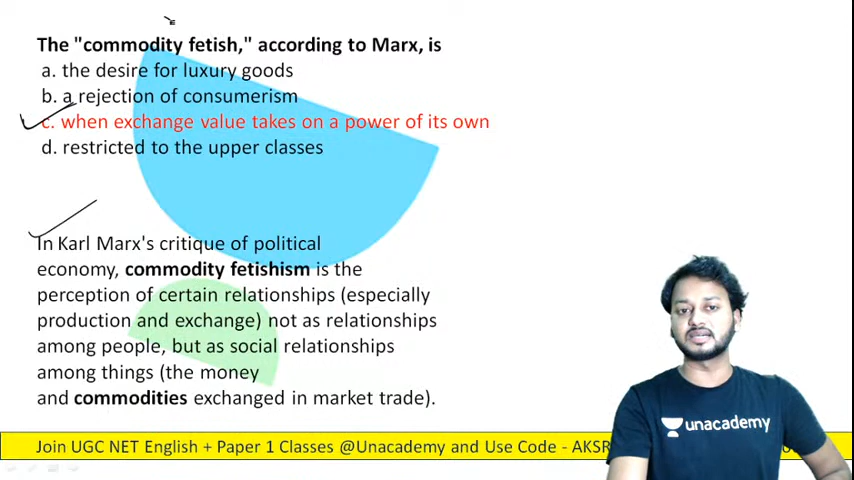 The "commodity fetish," according to Marx, is
a. the desire for luxury goods
b. a rejection of consumerism
c. when exchange value takes on a power of its own
d. restricted to the upper classes
In Karl Marx's critique of political
economy, commodity fetishism is the
perception of certain relationships (especially
production and exchange) not as relationships
among people, but as social relationships
among things (the money
and commodities exchanged in market trade).
unacademy
Join UGC NET English + Paper 1 Classes @Unacademy and Use Code - AKSR